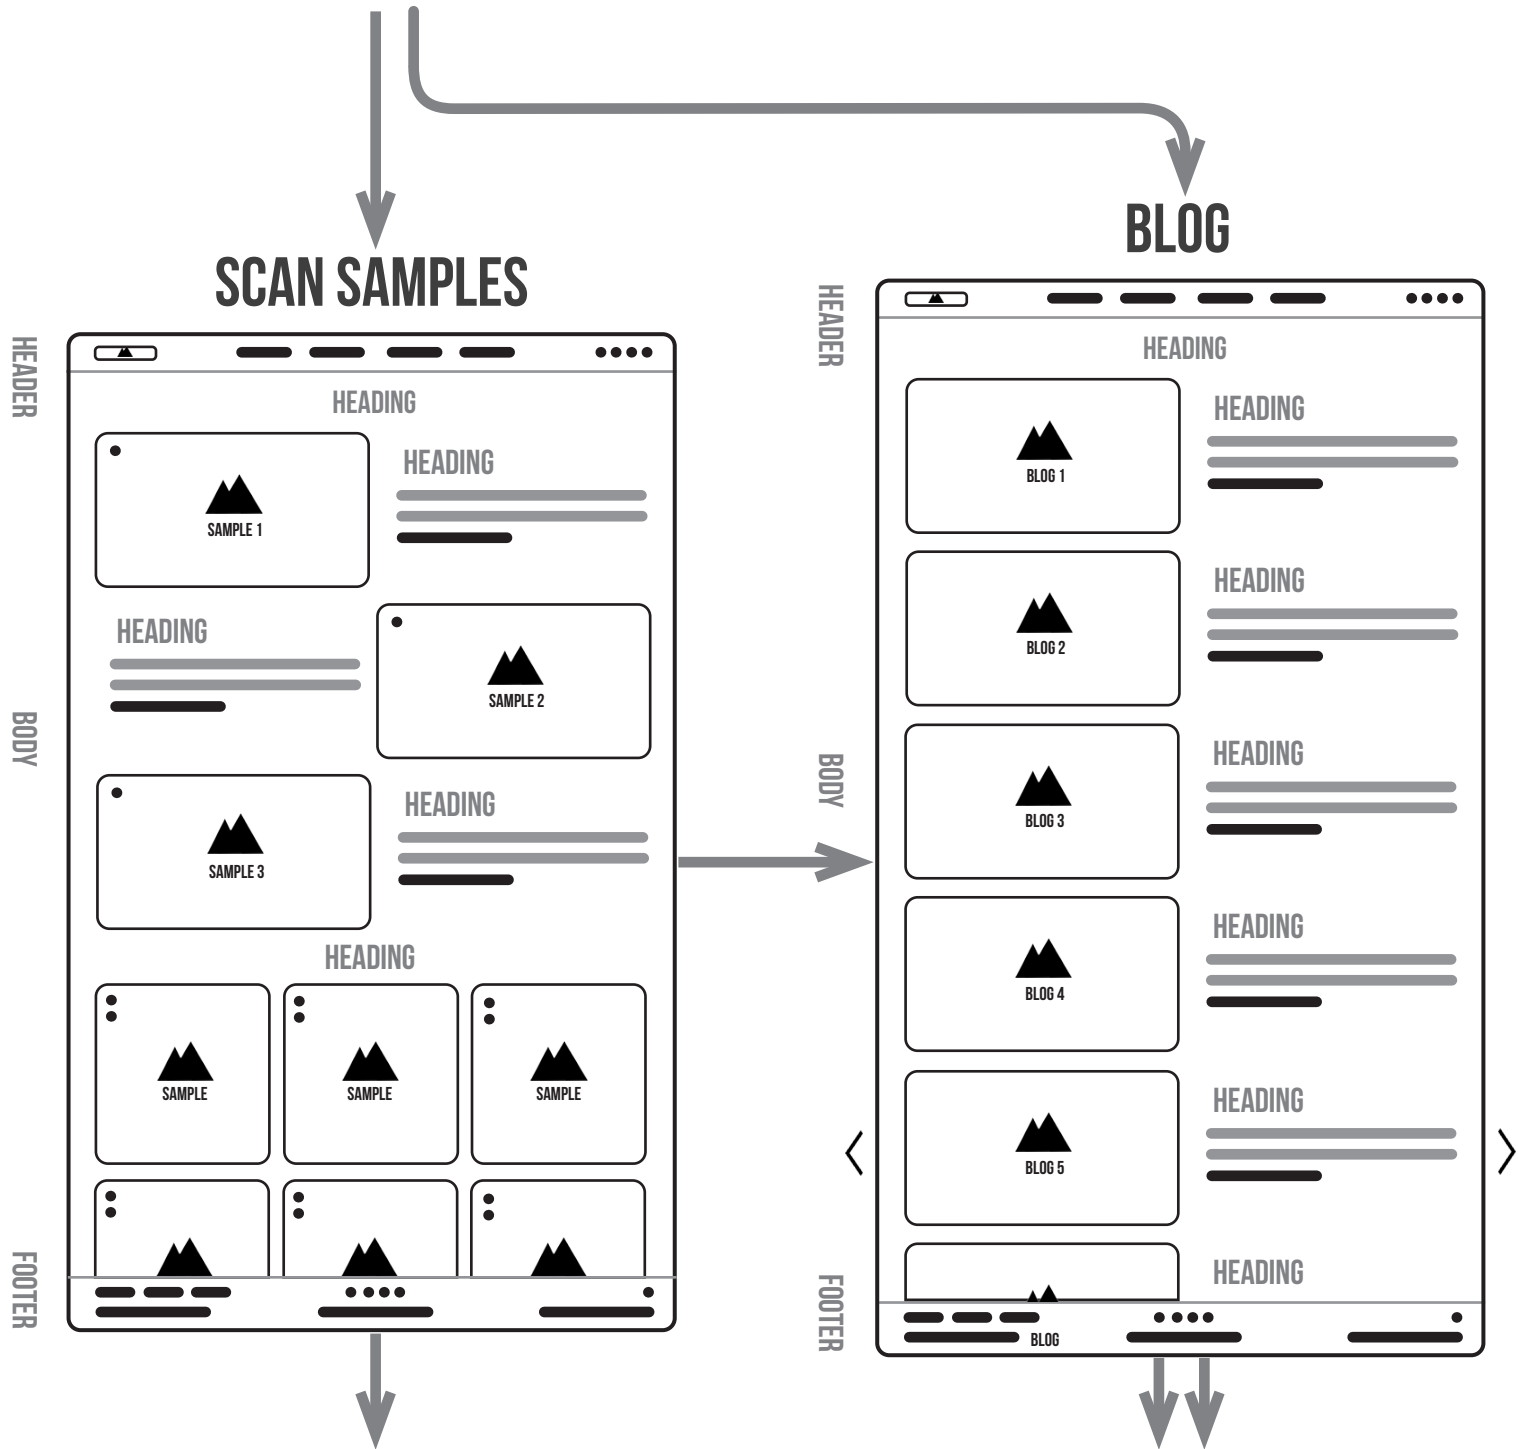 SCAN SAMPLES
HEADER
HEADING
SAMPLE 1
HEADING
HEADING
SAMPLE 2
BODY
SAMPLE 3
HEADING
HEADING
SAMPLE
SAMPLE
SAMPLE
FOOTER
BLOG
HEADER
HEADING
BLOG 1
HEADING
BLOG 2
HEADING
BODY
BLOG 3
HEADING
BLOG 4
HEADING
BLOG 5
HEADING
HEADING
FOOTER
BLOG